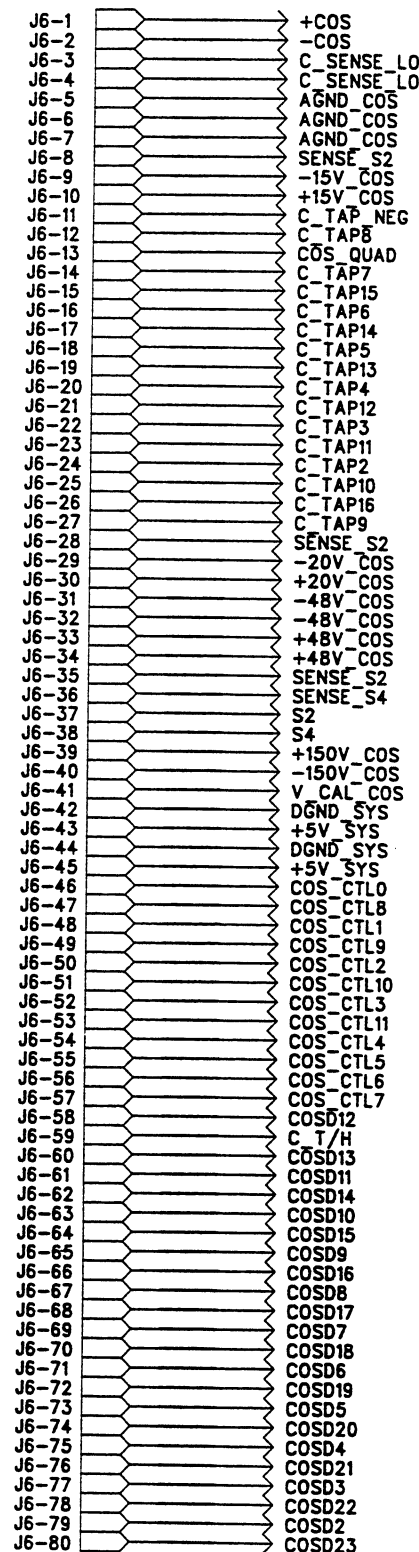 J6-1 +COS
J6-2 -COS
J6-3 C_SENSE_LO
J6-4 C_SENSE_LO
J6-5 AGND_COS
J6-6 AGND_COS
J6-7 AGND_COS
J6-8 SENSE_S2
J6-9 -15V_COS
J6-10 +15V_COS
J6-11 C_TAP_NEG
J6-12 C_TAP8
J6-13 COS_QUAD
J6-14 C_TAP7
J6-15 C_TAP15
J6-16 C_TAP6
J6-17 C_TAP14
J6-18 C_TAP5
J6-19 C_TAP13
J6-20 C_TAP4
J6-21 C_TAP12
J6-22 C_TAP3
J6-23 C_TAP11
J6-24 C_TAP2
J6-25 C_TAP10
J6-26 C_TAP16
J6-27 C_TAP9
J6-28 SENSE_S2
J6-29 -20V_COS
J6-30 +20V_COS
J6-31 -48V_COS
J6-32 -48V_COS
J6-33 +48V_COS
J6-34 +48V_COS
J6-35 SENSE_S2
J6-36 SENSE_S4
J6-37 S2
J6-38 S4
J6-39 +150V_COS
J6-40 -150V_COS
J6-41 V_CAL_COS
J6-42 DGND_SYS
J6-43 +5V_SYS
J6-44 DGND_SYS
J6-45 +5V_SYS
J6-46 COS_CTL0
J6-47 COS_CTL8
J6-48 COS_CTL1
J6-49 COS_CTL9
J6-50 COS_CTL2
J6-51 COS_CTL10
J6-52 COS_CTL3
J6-53 COS_CTL11
J6-54 COS_CTL4
J6-55 COS_CTL5
J6-56 COS_CTL6
J6-57 COS_CTL7
J6-58 COSD12
J6-59 C_T/H
J6-60 COSD13
J6-61 COSD11
J6-62 COSD14
J6-63 COSD10
J6-64 COSD15
J6-65 COSD9
J6-66 COSD16
J6-67 COSD8
J6-68 COSD17
J6-69 COSD7
J6-70 COSD18
J6-71 COSD6
J6-72 COSD19
J6-73 COSD5
J6-74 COSD20
J6-75 COSD4
J6-76 COSD21
J6-77 COSD3
J6-78 COSD22
J6-79 COSD2
J6-80 COSD23